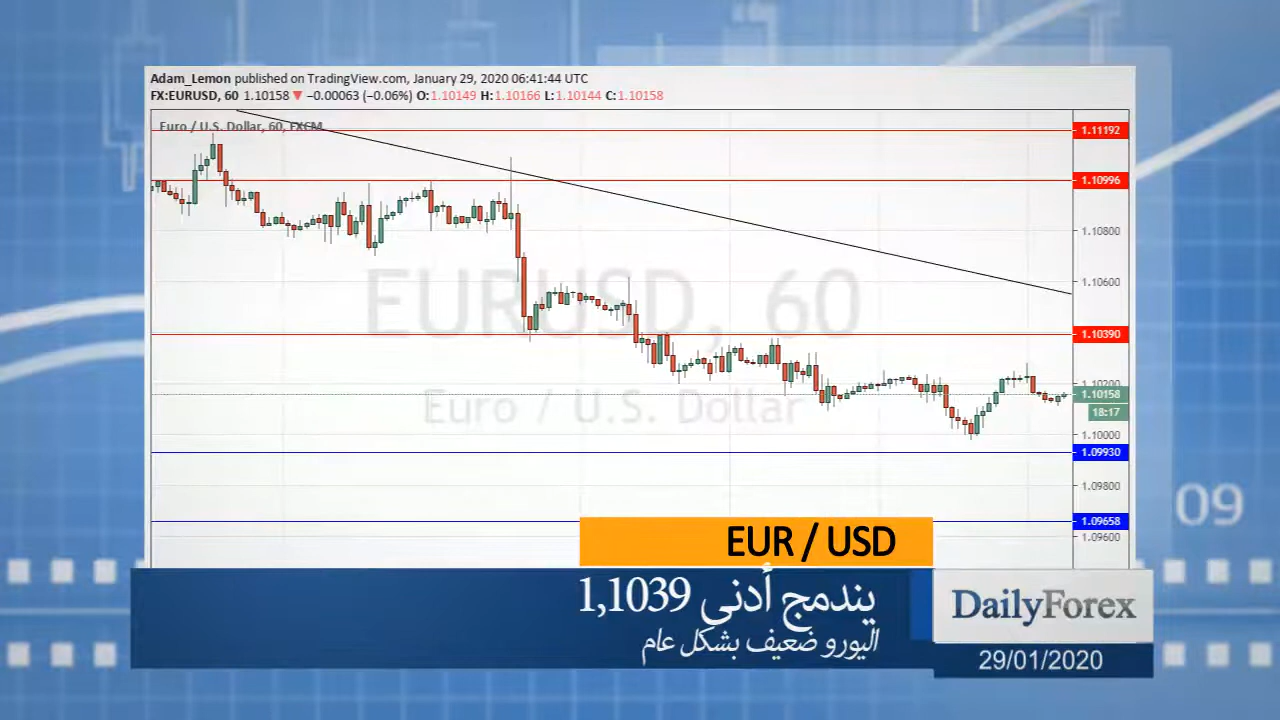 Adam_Lemon published on TradingView.com, January 29, 2020 06:41:44 UTC
FX:EURUSD, 60 1.10158 ▼ −0.00063 (−0.06%) O:1.10149 H:1.10166 L:1.10144 C:1.10158
Euro / U.S. Dollar, 60, FXCM
1.11192
1.10996
1.10800
1.10600
1.10390
1.10200
1.10158
18:17
1.10000
1.09930
1.09800
1.09658
1.09600
EURUSD, 60
Euro / U.S. Dollar
09
EUR / USD
يندمج أدنى 1,1039
اليورو ضعيف بشكل عام
DailyForex
29/01/2020